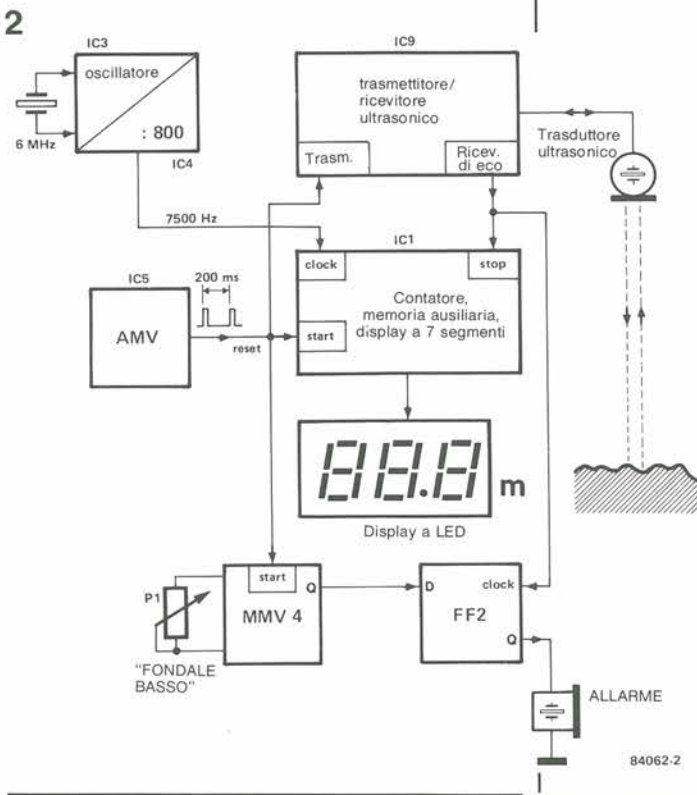 2
IC3
oscillatore
: 800
6 MHz
IC4
IC9
trasmettitore/
ricevitore
ultrasonico
Trasm.
Ricev.
di eco
Trasduttore
ultrasonico
7500 Hz
IC1
clock
stop
Contatore,
memoria ausiliaria,
display a 7 segmenti
start
IC5
200 ms
AMV
reset
88.8 m
Display a LED
start
P1
Q
MMV 4
"FONDALE
BASSO"
D
clock
FF2
Q
ALLARME
84062-2